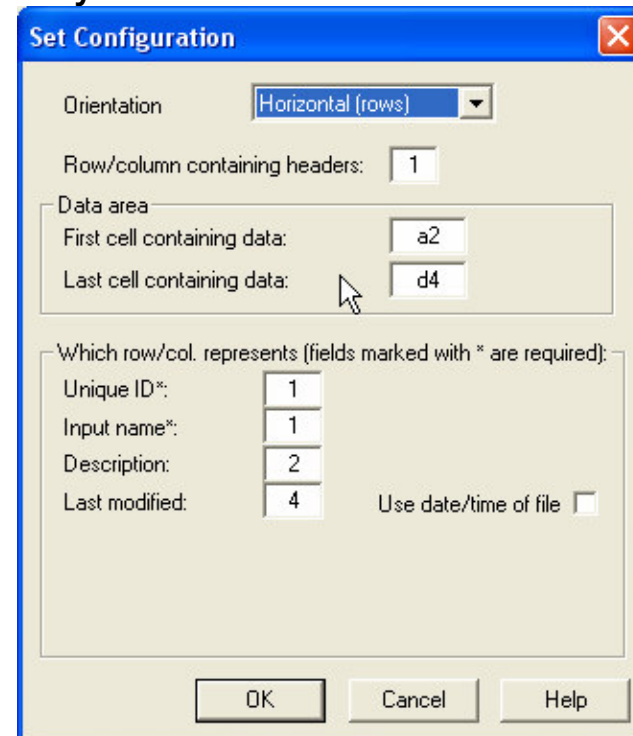 Set Configuration
Orientation Horizontal (rows)
Row/column containing headers: 1
Data area
First cell containing data: a2
Last cell containing data: d4
Which row/col. represents (fields marked with * are required):
Unique ID*: 1
Input name*: 1
Description: 2
Last modified: 4 Use date/time of file
OK Cancel Help